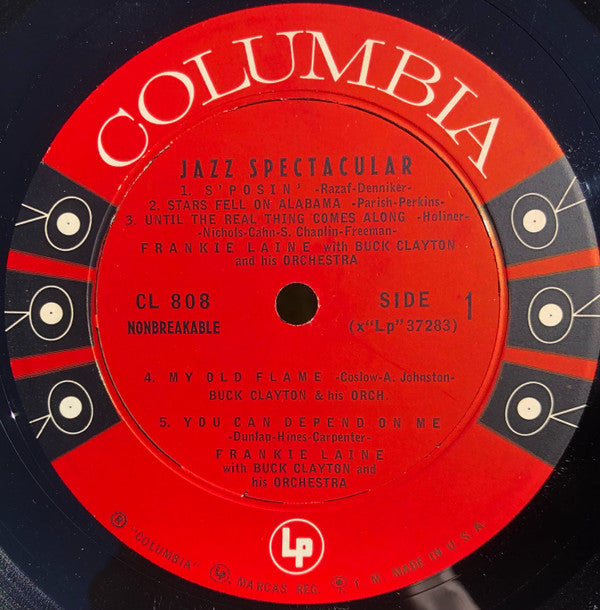 COLUMBIA
JAZZ SPECTACULAR
1. S'POSIN' -Razaf-Denniker-
2. STARS FELL ON ALABAMA -Parish-Perkins-
3. UNTIL THE REAL THING COMES ALONG -Holiner-
-Nichols-Cahn-S. Chaplin-Freeman-
FRANKIE LAINE with BUCK CLAYTON
and his ORCHESTRA
CL 808
NONBREAKABLE
SIDE 1
(x"Lp"37283)
4. MY OLD FLAME -Coslow-A. Johnston-
BUCK CLAYTON & his ORCH.
5. YOU CAN DEPEND ON ME
-Dunlap-Hines-Carpenter-
FRANKIE LAINE
with BUCK CLAYTON and
his ORCHESTRA
Lp
® "COLUMBIA", MARCAS REG. T. M. MADE IN U.S.A.